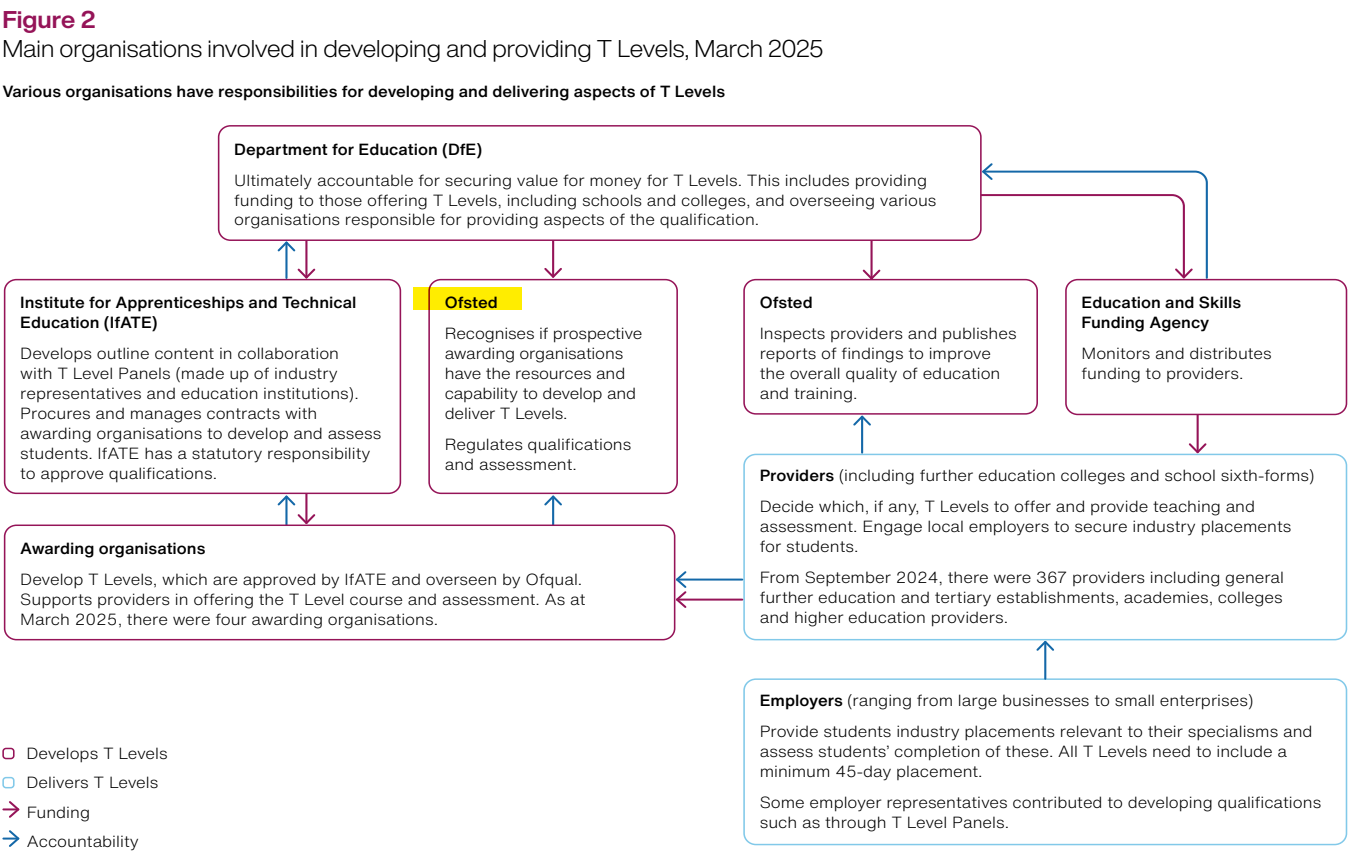 Figure 2
Main organisations involved in developing and providing T Levels, March 2025
Various organisations have responsibilities for developing and delivering aspects of T Levels
Department for Education (DfE)
Ultimately accountable for securing value for money for T Levels. This includes providing
funding to those offering T Levels, including schools and colleges, and overseeing various
organisations responsible for providing aspects of the qualification.
Institute for Apprenticeships and Technical
Education (IfATE)
Develops outline content in collaboration
with T Level Panels (made up of industry
representatives and education institutions).
Procures and manages contracts with
awarding organisations to develop and assess
students. IfATE has a statutory responsibility
to approve qualifications.
Ofsted
Recognises if prospective
awarding organisations
have the resources and
capability to develop and
deliver T Levels.
Regulates qualifications
and assessment.
Ofsted
Inspects providers and publishes
reports of findings to improve
the overall quality of education
and training.
Education and Skills
Funding Agency
Monitors and distributes
funding to providers.
Awarding organisations
Develop T Levels, which are approved by IfATE and overseen by Ofqual.
Supports providers in offering the T Level course and assessment. As at
March 2025, there were four awarding organisations.
Providers (including further education colleges and school sixth-forms)
Decide which, if any, T Levels to offer and provide teaching and
assessment. Engage local employers to secure industry placements
for students.
From September 2024, there were 367 providers including general
further education and tertiary establishments, academies, colleges
and higher education providers.
Employers (ranging from large businesses to small enterprises)
Provide students industry placements relevant to their specialisms and
assess students’ completion of these. All T Levels need to include a
minimum 45-day placement.
Some employer representatives contributed to developing qualifications
such as through T Level Panels.
Develops T Levels
Delivers T Levels
Funding
Accountability